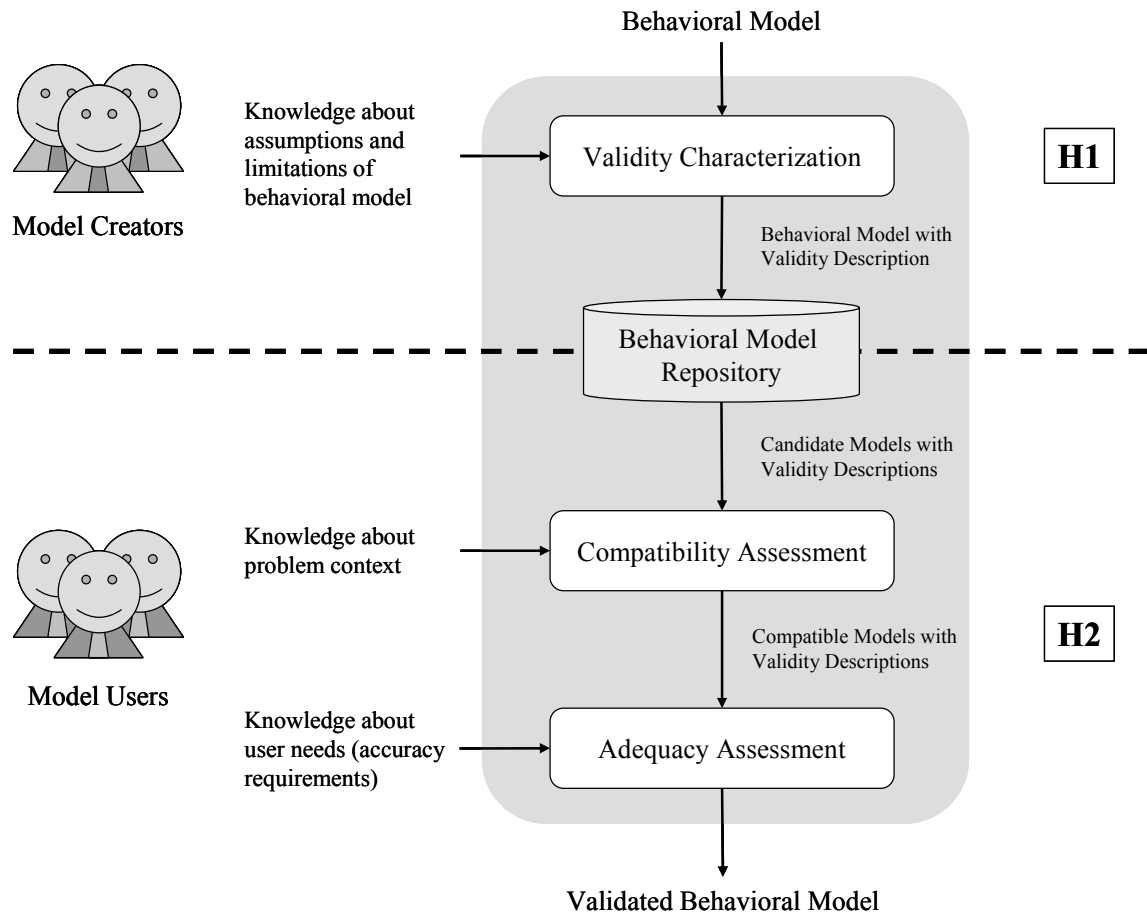 Behavioral Model
Knowledge about
assumptions and
limitations of
behavioral model
Model Creators
Validity Characterization
H1
Behavioral Model with
Validity Description
Behavioral Model
Repository
Candidate Models with
Validity Descriptions
Knowledge about
problem context
Compatibility Assessment
Compatible Models with
Validity Descriptions
H2
Model Users
Knowledge about
user needs (accuracy
requirements)
Adequacy Assessment
Validated Behavioral Model